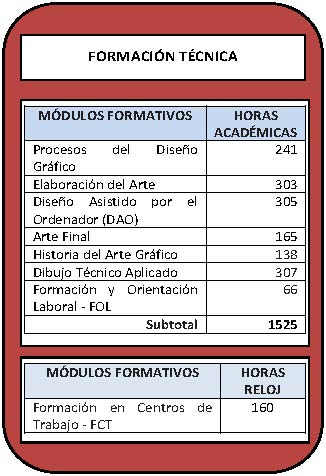 FORMACIÓN TÉCNICA
MÓDULOS FORMATIVOS HORAS
ACADÉMICAS
Procesos del Diseño 241
Gráfico
Elaboración del Arte 303
Diseño Asistido por el 305
Ordenador (DAO)
Arte Final 165
Historia del Arte Gráfico 138
Dibujo Técnico Aplicado 307
Formación y Orientación 66
Laboral - FOL
Subtotal 1525
MÓDULOS FORMATIVOS HORAS
RELOJ
Formación en Centros de 160
Trabajo - FCT